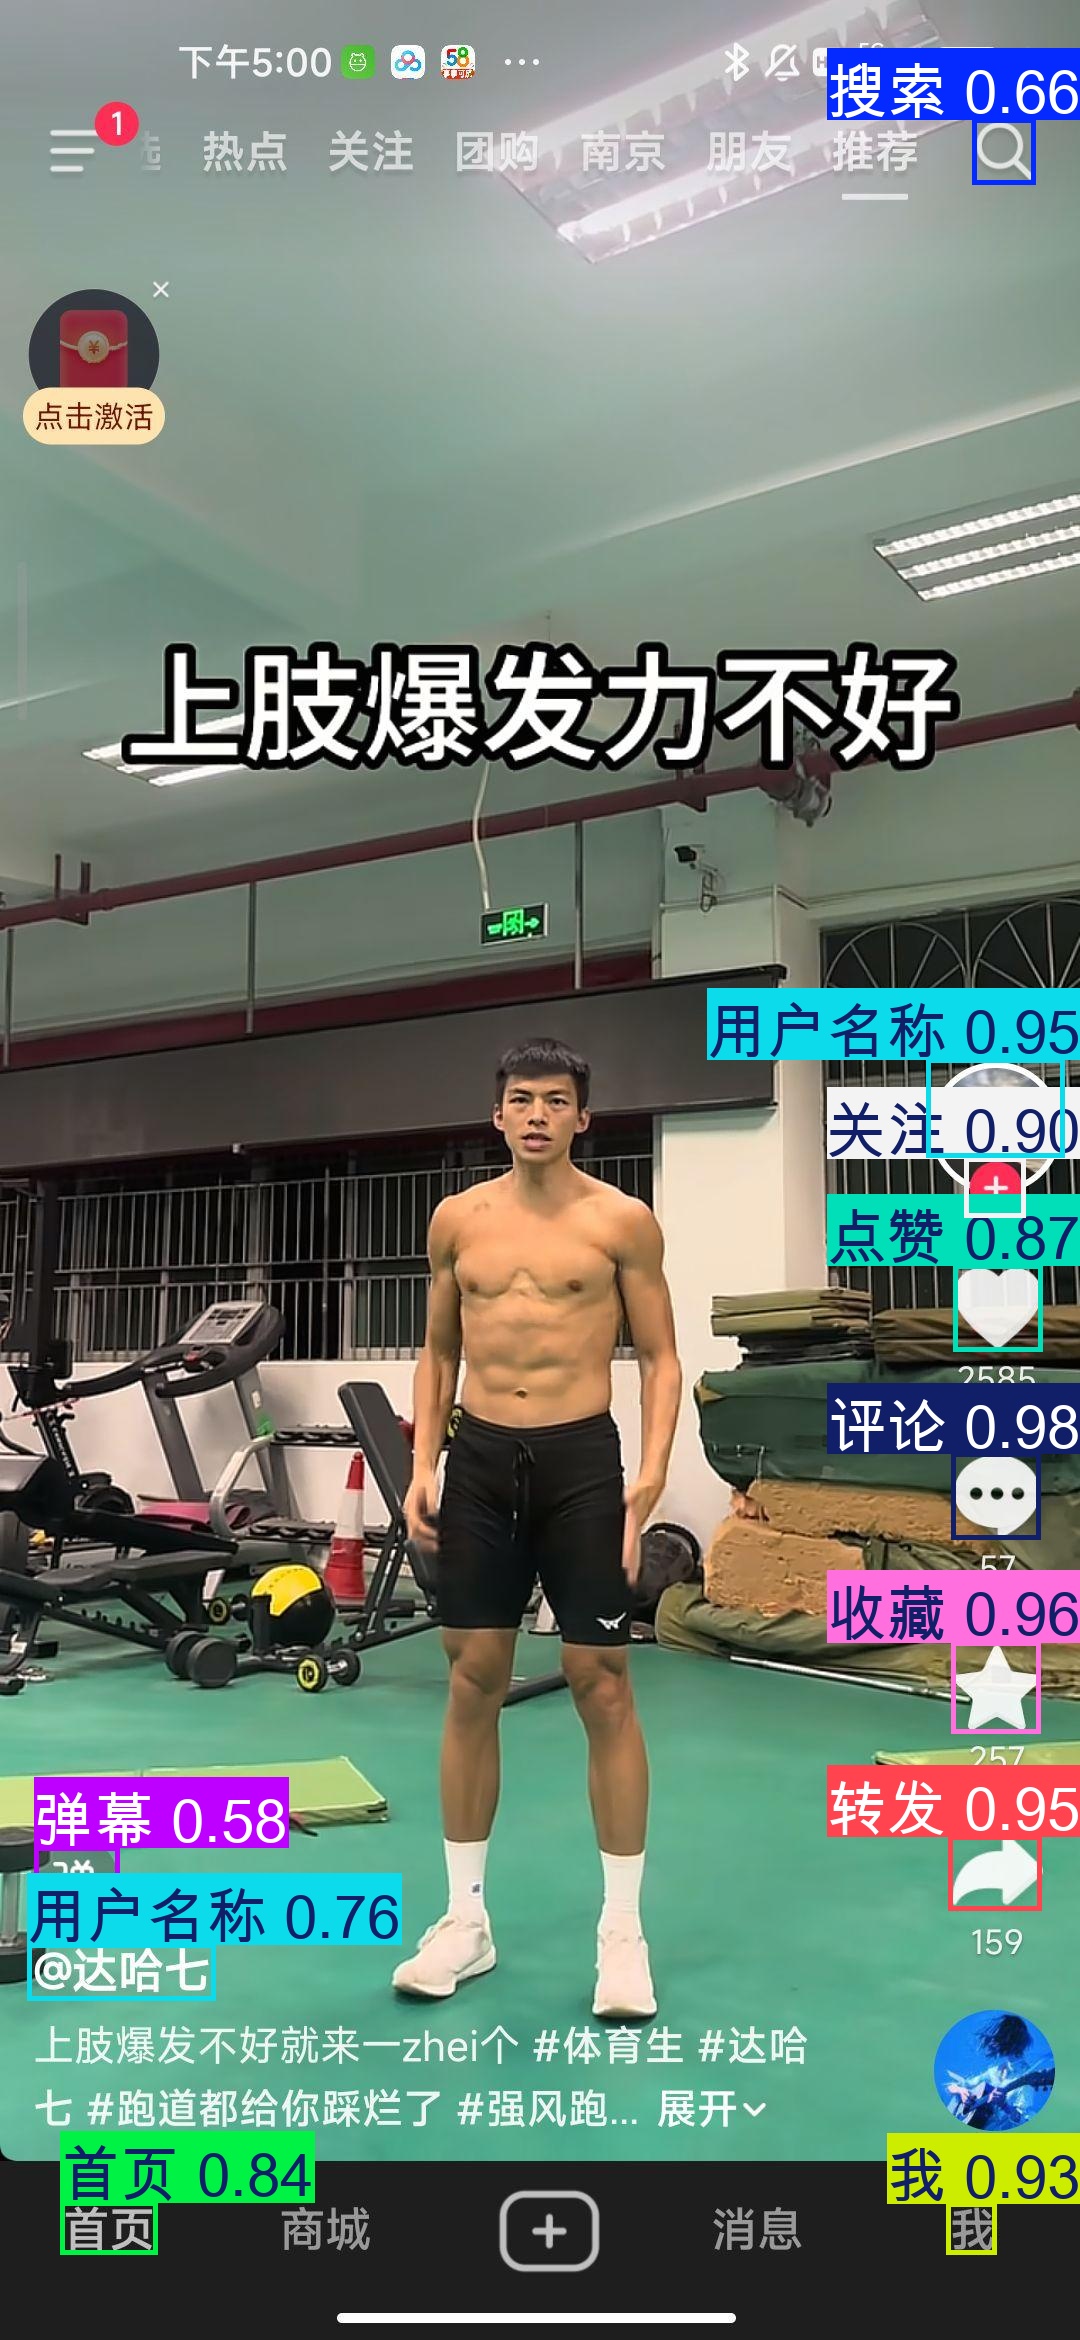 下午5:00
搜索 0.66
1
热点 关注 团购 南京 朋友 推荐
点击激活
上肢爆发力不好
用户名称 0.95
关注 0.90
点赞 0.87
2585
评论 0.98
57
收藏 0.96
257
转发 0.95
159
弹幕 0.58
用户名称 0.76
@达哈七
上肢爆发不好就来一zhei个 #体育生 #达哈
七 #跑道都给你踩烂了 #强风跑... 展开
首页 0.84
我 0.93
首页 商城 消息 我